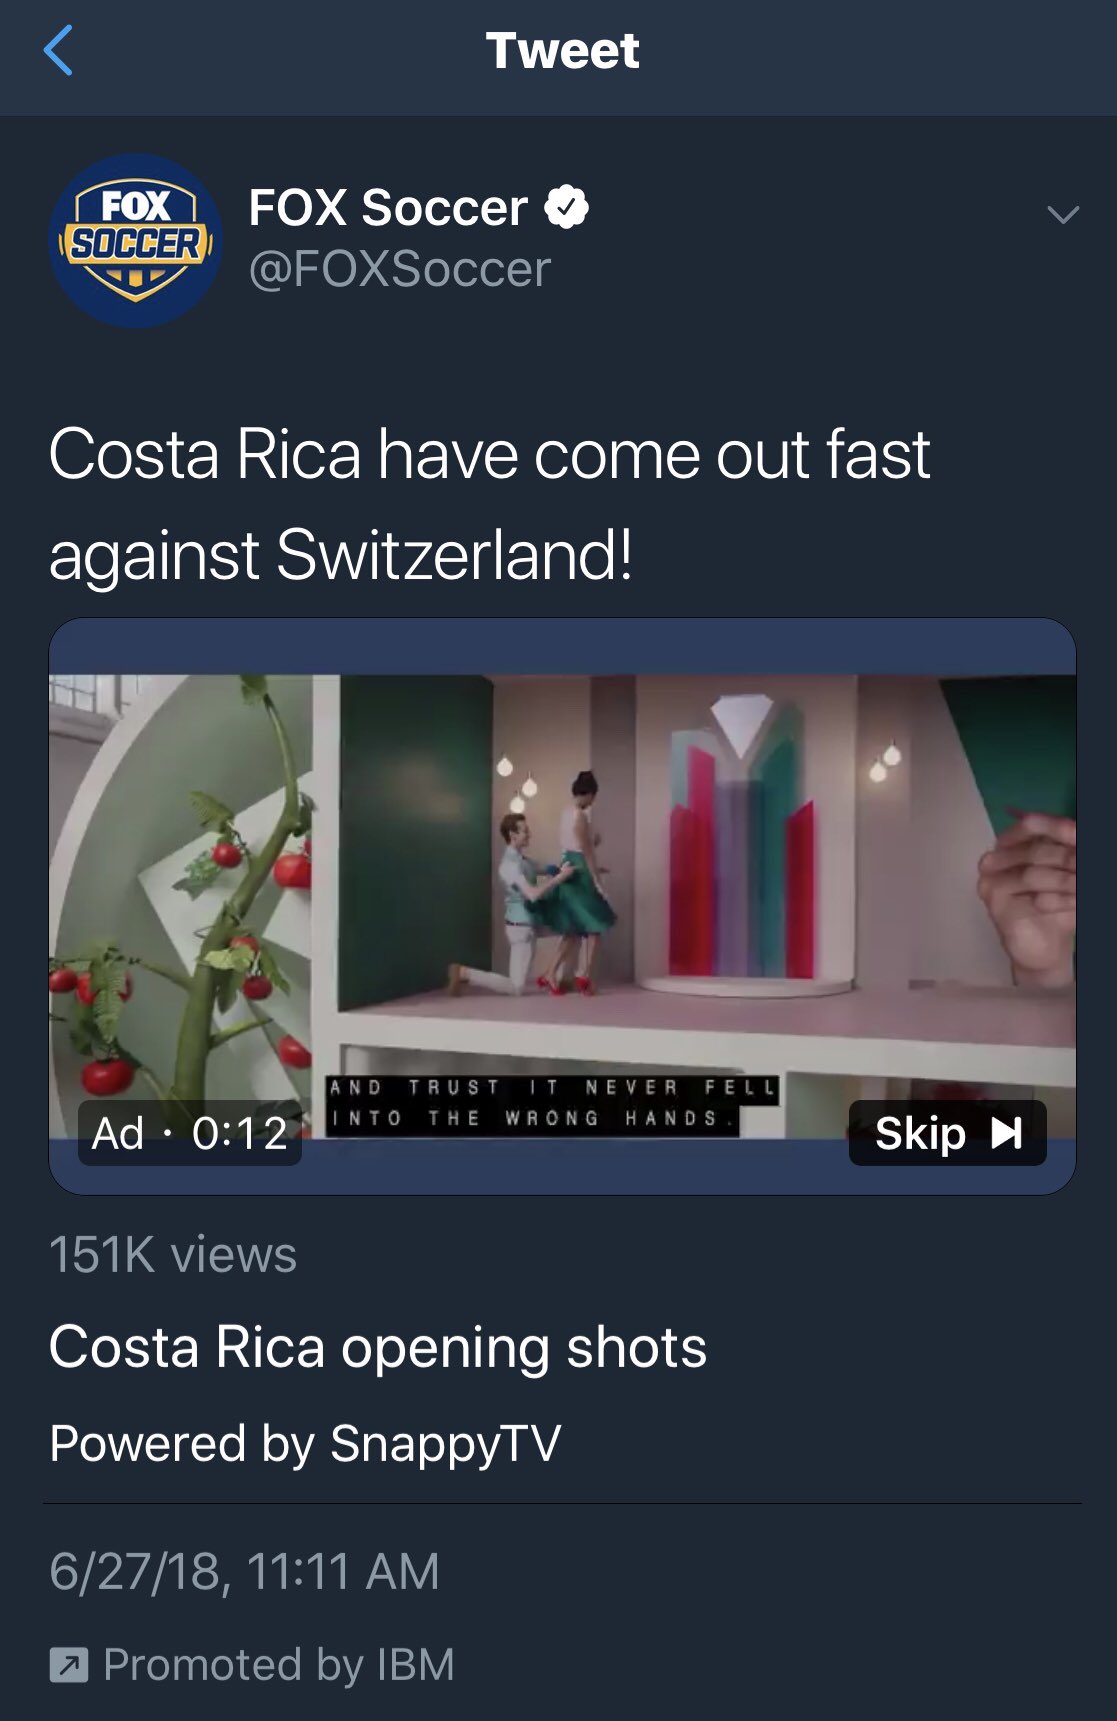 Tweet
FOX
SOCCER
FOX Soccer
@FOXSoccer
Costa Rica have come out fast
against Switzerland!
AND TRUST IT NEVER FELL
INTO THE WRONG HANDS.
Ad · 0:12
Skip
151K views
Costa Rica opening shots
Powered by SnappyTV
6/27/18, 11:11 AM
Promoted by IBM